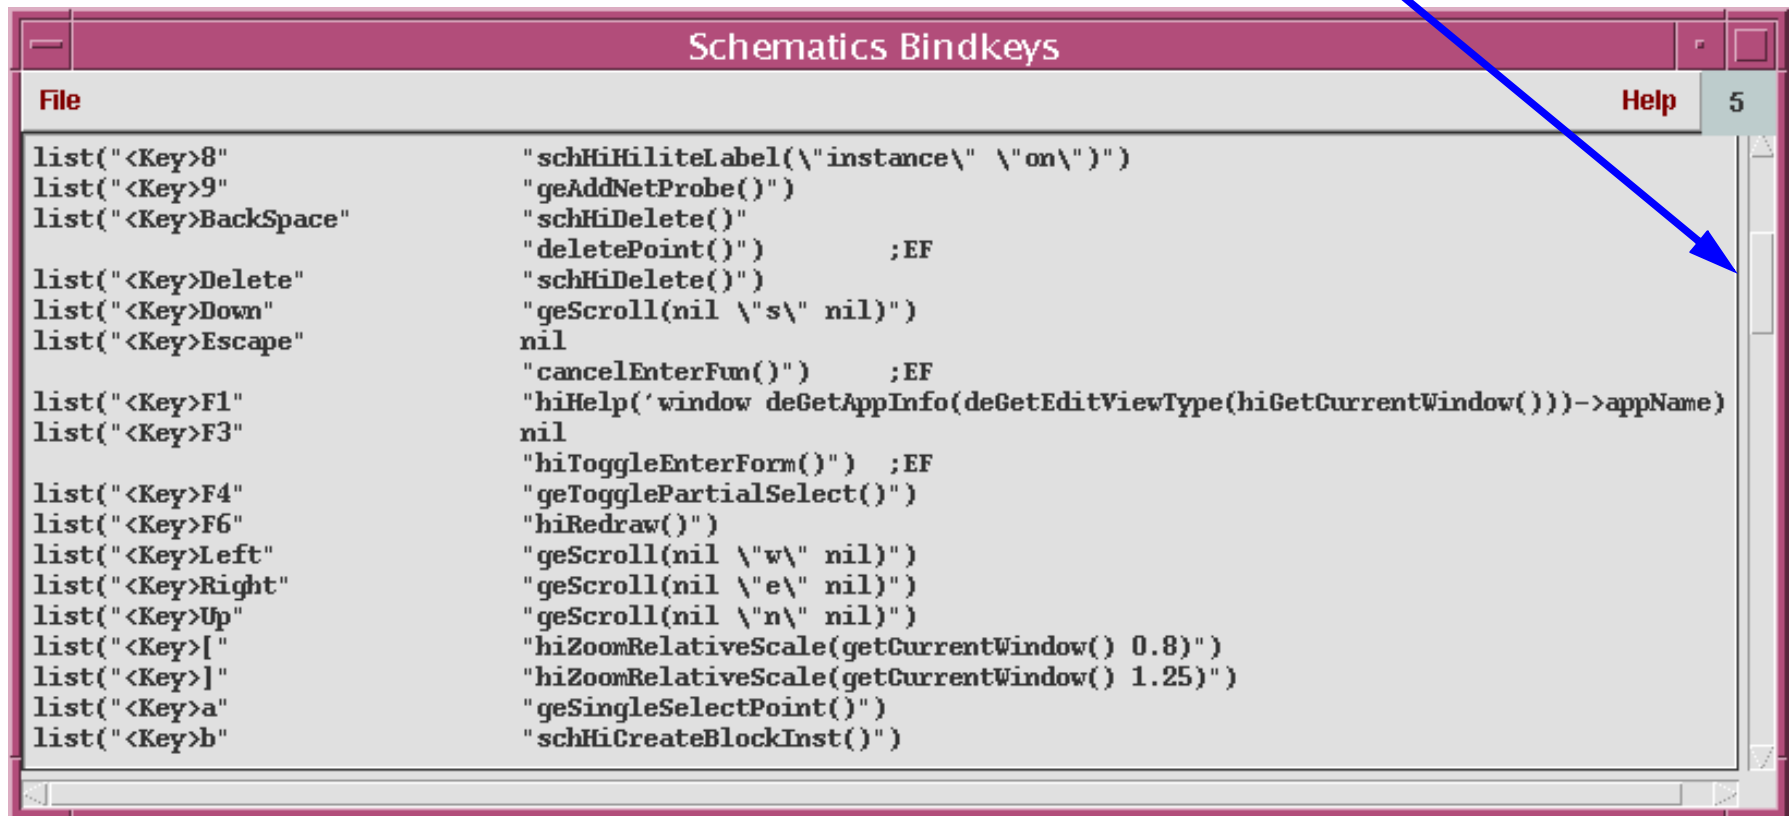 Schematics Bindkeys
File Help 5
list("<Key>8" "schHiHiliteLabel(\"instance\" \"on\")")
list("<Key>9" "geAddNetProbe()")
list("<Key>BackSpace" "schHiDelete()"
"deletePoint()") ;EF
list("<Key>Delete" "schHiDelete()")
list("<Key>Down" "geScroll(nil \"s\" nil)")
list("<Key>Escape" nil
"cancelEnterFun()") ;EF
list("<Key>F1" "hiHelp('window deGetAppInfo(deGetEditViewType(hiGetCurrentWindow()))->appName)
list("<Key>F3" nil
"hiToggleEnterForm()") ;EF
list("<Key>F4" "geTogglePartialSelect()")
list("<Key>F6" "hiRedraw()")
list("<Key>Left" "geScroll(nil \"w\" nil)")
list("<Key>Right" "geScroll(nil \"e\" nil)")
list("<Key>Up" "geScroll(nil \"n\" nil)")
list("<Key>[" "hiZoomRelativeScale(getCurrentWindow() 0.8)")
list("<Key>]" "hiZoomRelativeScale(getCurrentWindow() 1.25)")
list("<Key>a" "geSingleSelectPoint()")
list("<Key>b" "schHiCreateBlockInst()")